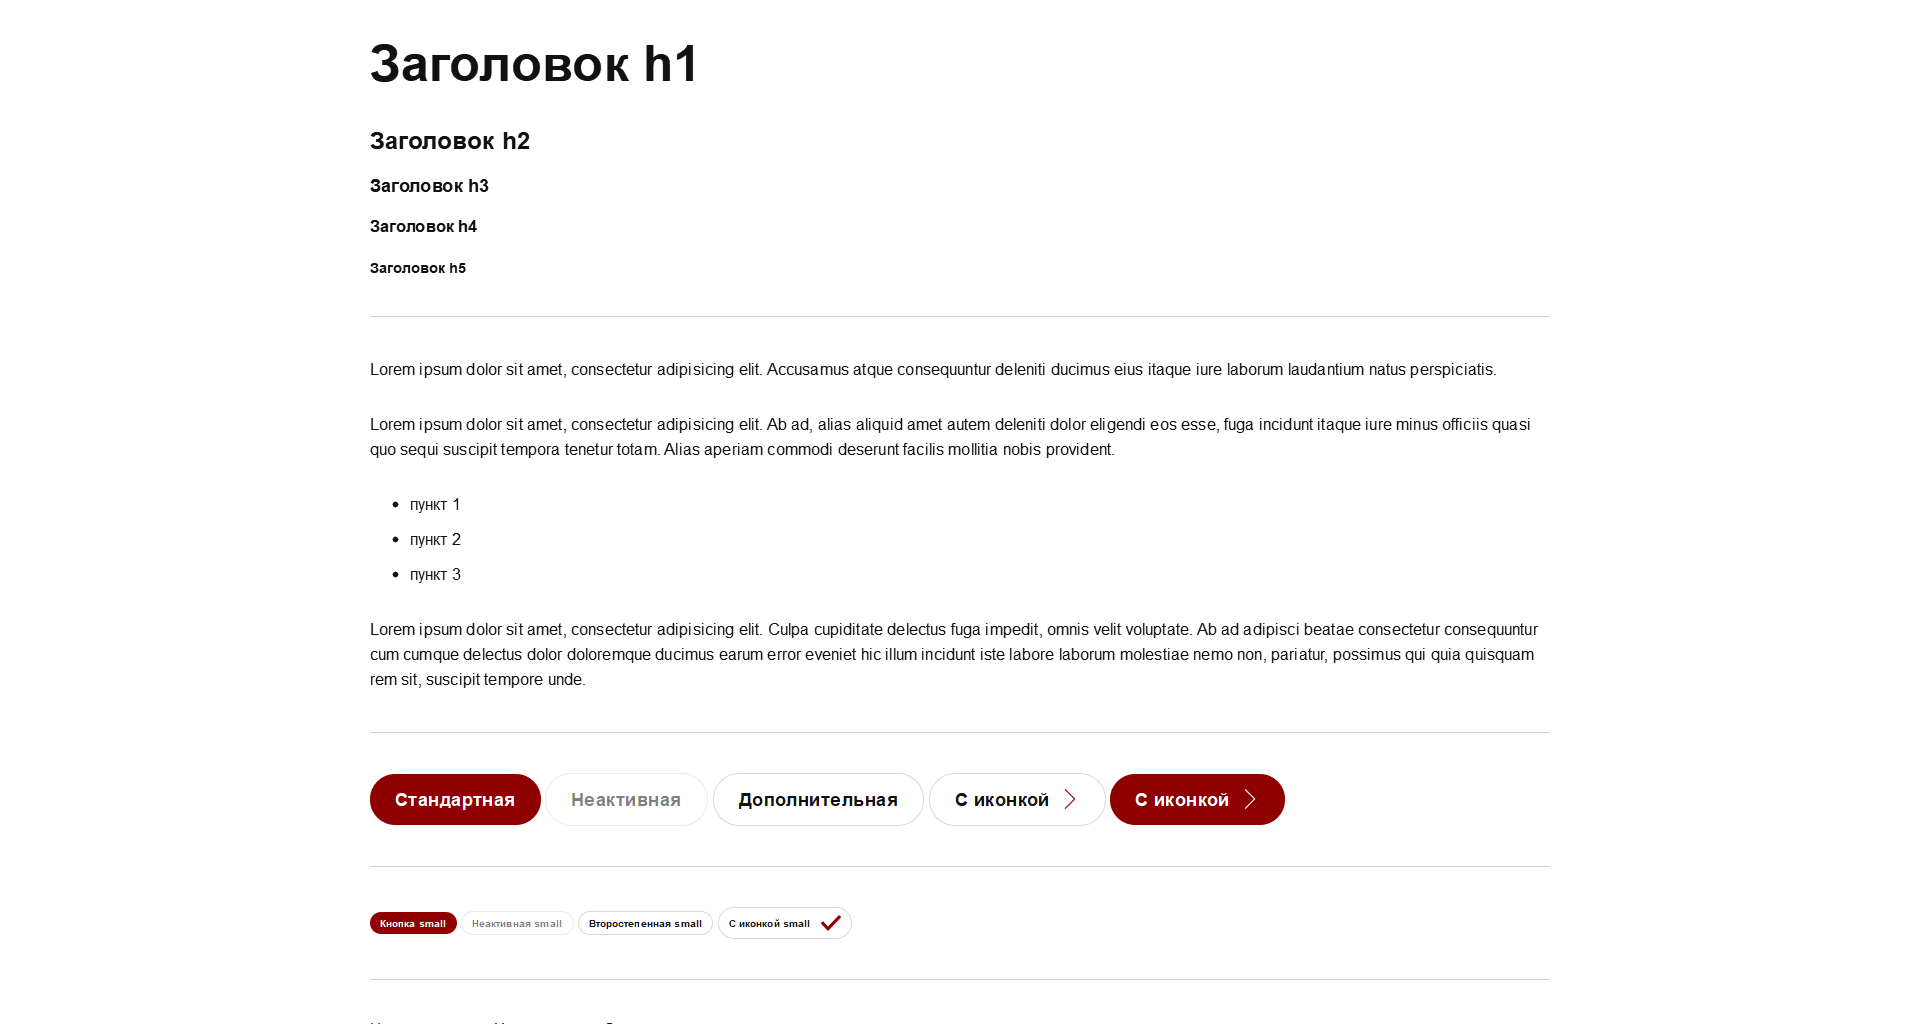 Заголовок h1
Заголовок h2
Заголовок h3
Заголовок h4
Заголовок h5
Lorem ipsum dolor sit amet, consectetur adipisicing elit. Accusamus atque consequuntur deleniti ducimus eius itaque iure laborum laudantium natus perspiciatis.
Lorem ipsum dolor sit amet, consectetur adipisicing elit. Ab ad, alias aliquid amet autem deleniti dolor eligendi eos esse, fuga incidunt itaque iure minus officiis quasi
quo sequi suscipit tempora tenetur totam. Alias aperiam commodi deserunt facilis mollitia nobis provident.
• пункт 1
• пункт 2
• пункт 3
Lorem ipsum dolor sit amet, consectetur adipisicing elit. Culpa cupiditate delectus fuga impedit, omnis velit voluptate. Ab ad adipisci beatae consectetur consequuntur
cum cumque delectus dolor doloremque ducimus earum error eveniet hic illum incidunt iste labore laborum molestiae nemo non, pariatur, possimus qui quia quisquam
rem sit, suscipit tempore unde.
Стандартная Неактивная Дополнительная С иконкой С иконкой
Кнопка small Неактивная small Второстепенная small С иконкой small